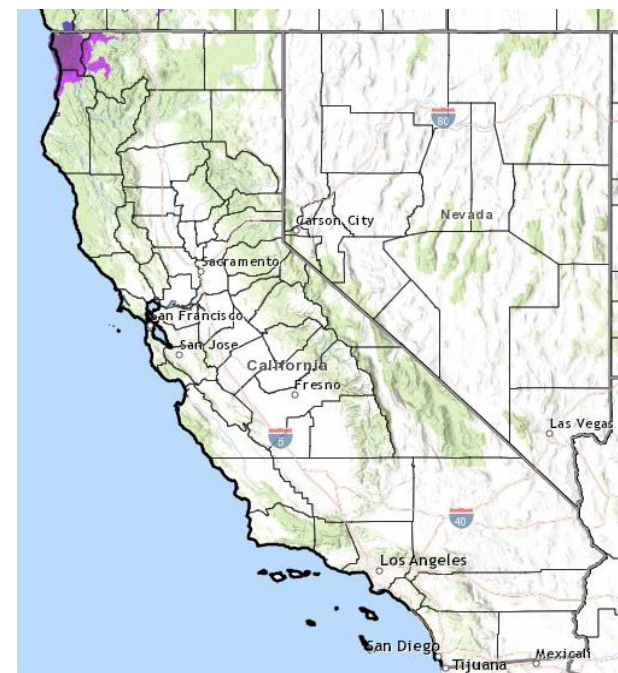 80
Nevada
Carson City
Sacramento
San Francisco
San Jose
California
Fresno
5
Las Vegas
40
Los Angeles
San Diego
Mexicali
Tijuana